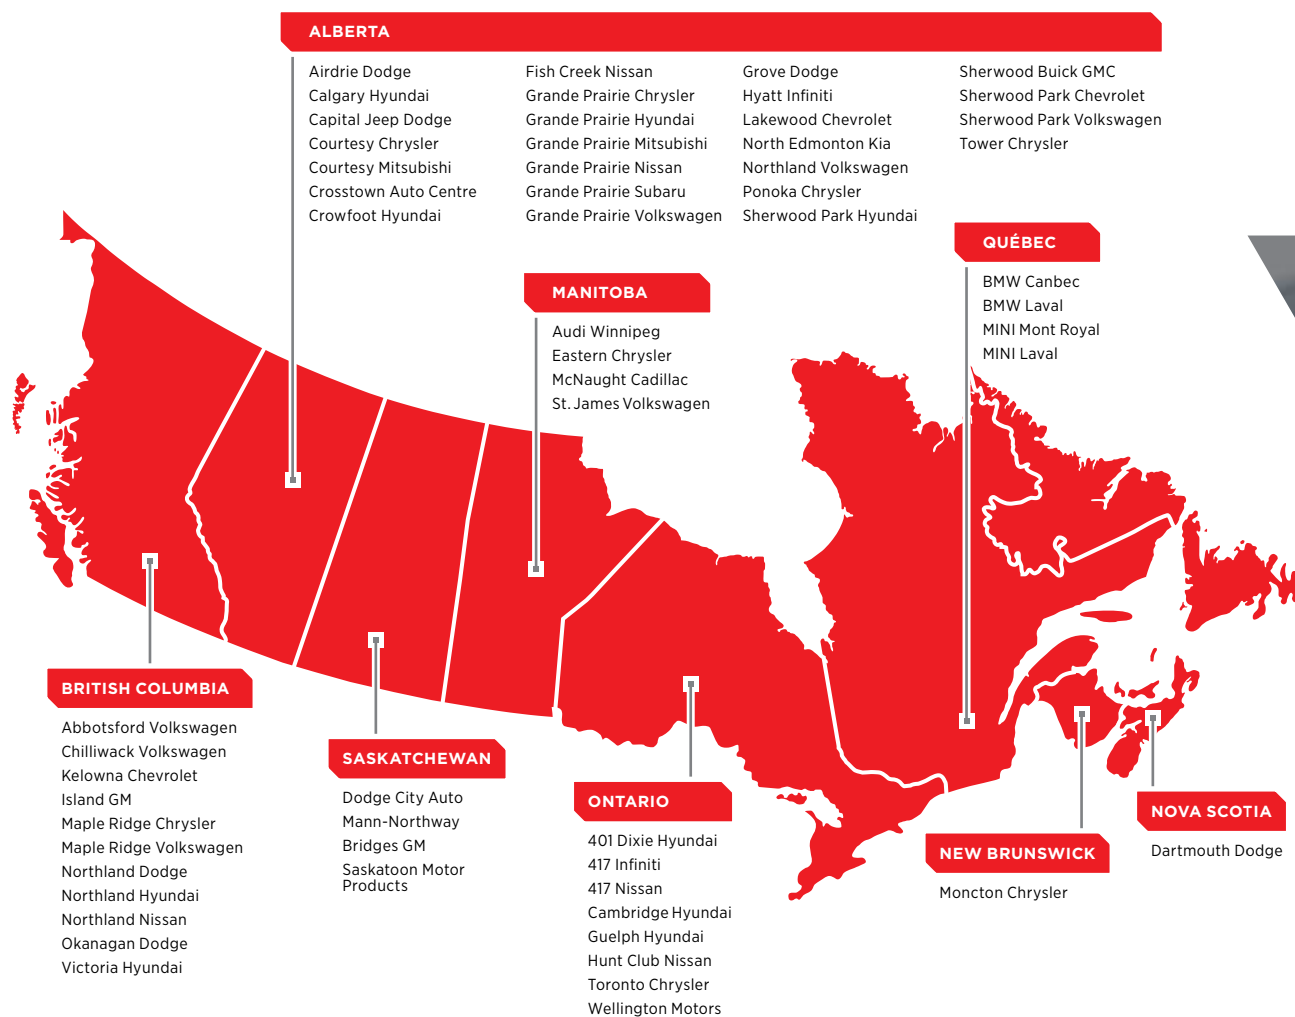 ALBERTA
Airdrie Dodge
Calgary Hyundai
Capital Jeep Dodge
Courtesy Chrysler
Courtesy Mitsubishi
Crosstown Auto Centre
Crowfoot Hyundai
Fish Creek Nissan
Grande Prairie Chrysler
Grande Prairie Hyundai
Grande Prairie Mitsubishi
Grande Prairie Nissan
Grande Prairie Subaru
Grande Prairie Volkswagen
Grove Dodge
Hyatt Infiniti
Lakewood Chevrolet
North Edmonton Kia
Northland Volkswagen
Ponoka Chrysler
Sherwood Park Hyundai
Sherwood Buick GMC
Sherwood Park Chevrolet
Sherwood Park Volkswagen
Tower Chrysler
QUÉBEC
BMW Canbec
BMW Laval
MINI Mont Royal
MINI Laval
MANITOBA
Audi Winnipeg
Eastern Chrysler
McNaught Cadillac
St. James Volkswagen
BRITISH COLUMBIA
Abbotsford Volkswagen
Chilliwack Volkswagen
Kelowna Chevrolet
Island GM
Maple Ridge Chrysler
Maple Ridge Volkswagen
Northland Dodge
Northland Hyundai
Northland Nissan
Okanagan Dodge
Victoria Hyundai
SASKATCHEWAN
Dodge City Auto
Mann-Northway
Bridges GM
Saskatoon Motor
Products
ONTARIO
401 Dixie Hyundai
417 Infiniti
417 Nissan
Cambridge Hyundai
Guelph Hyundai
Hunt Club Nissan
Toronto Chrysler
Wellington Motors
NEW BRUNSWICK
Moncton Chrysler
NOVA SCOTIA
Dartmouth Dodge